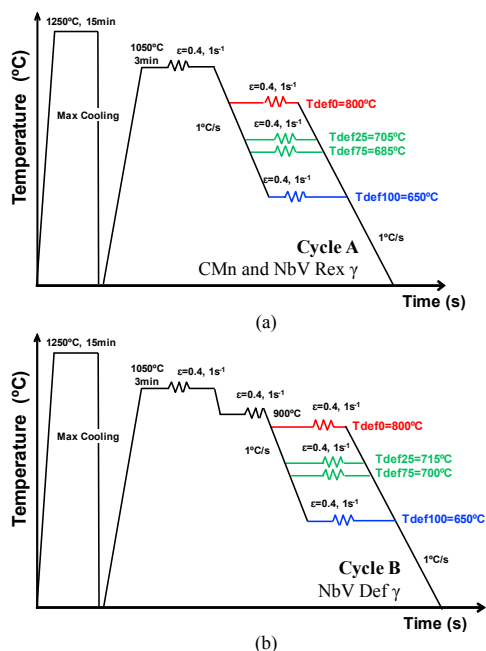 1250ºC, 15min
Temperature (ºC)
Max Cooling
1050ºC
3min
ε=0.4, 1s-1
ε=0.4, 1s-1
Tdef0=800ºC
ε=0.4, 1s-1
1ºC/s
Tdef25=705ºC
Tdef75=685ºC
ε=0.4, 1s-1
Tdef100=650ºC
Cycle A
1ºC/s
CMn and NbV Rex γ
Time (s)
(a)
1250ºC, 15min
Temperature (ºC)
Max Cooling
1050ºC
3min
ε=0.4, 1s-1
ε=0.4, 1s-1
900ºC
ε=0.4, 1s-1
Tdef0=800ºC
1ºC/s
ε=0.4, 1s-1
Tdef25=715ºC
Tdef75=700ºC
ε=0.4, 1s-1
Tdef100=650ºC
1ºC/s
Cycle B
NbV Def γ
Time (s)
(b)